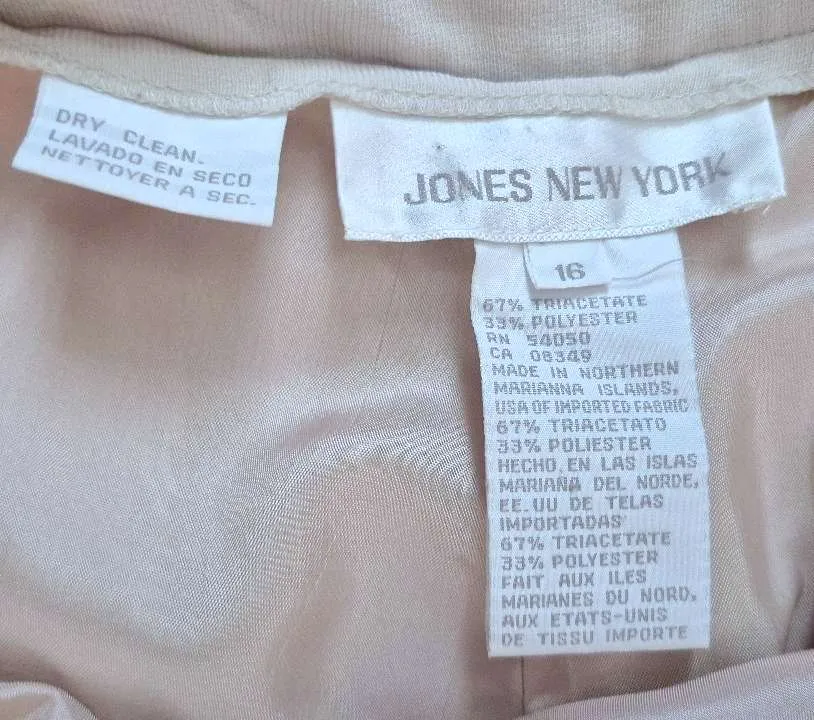 DRY CLEAN.
LAVADO EN SECO
NETTOYER A SEC.
JONES NEW YORK
16
67% TRIACETATE
33% POLYESTER
RN 54050
CA 08349
MADE IN NORTHERN
MARIANNA ISLANDS,
USA OF IMPORTED FABRIC
67% TRIACETATO
33% POLIESTER
HECHO.EN LAS ISLAS
MARIAÑA DEL NORDE,
EE.UU DE TELAS
IMPORTADAS
67% TRIACETATE
33% POLYESTER
FAIT AUX ILES
MARIANES DU NORD.
AUX ETATS-UNIS
DE TISSU IMPORTE